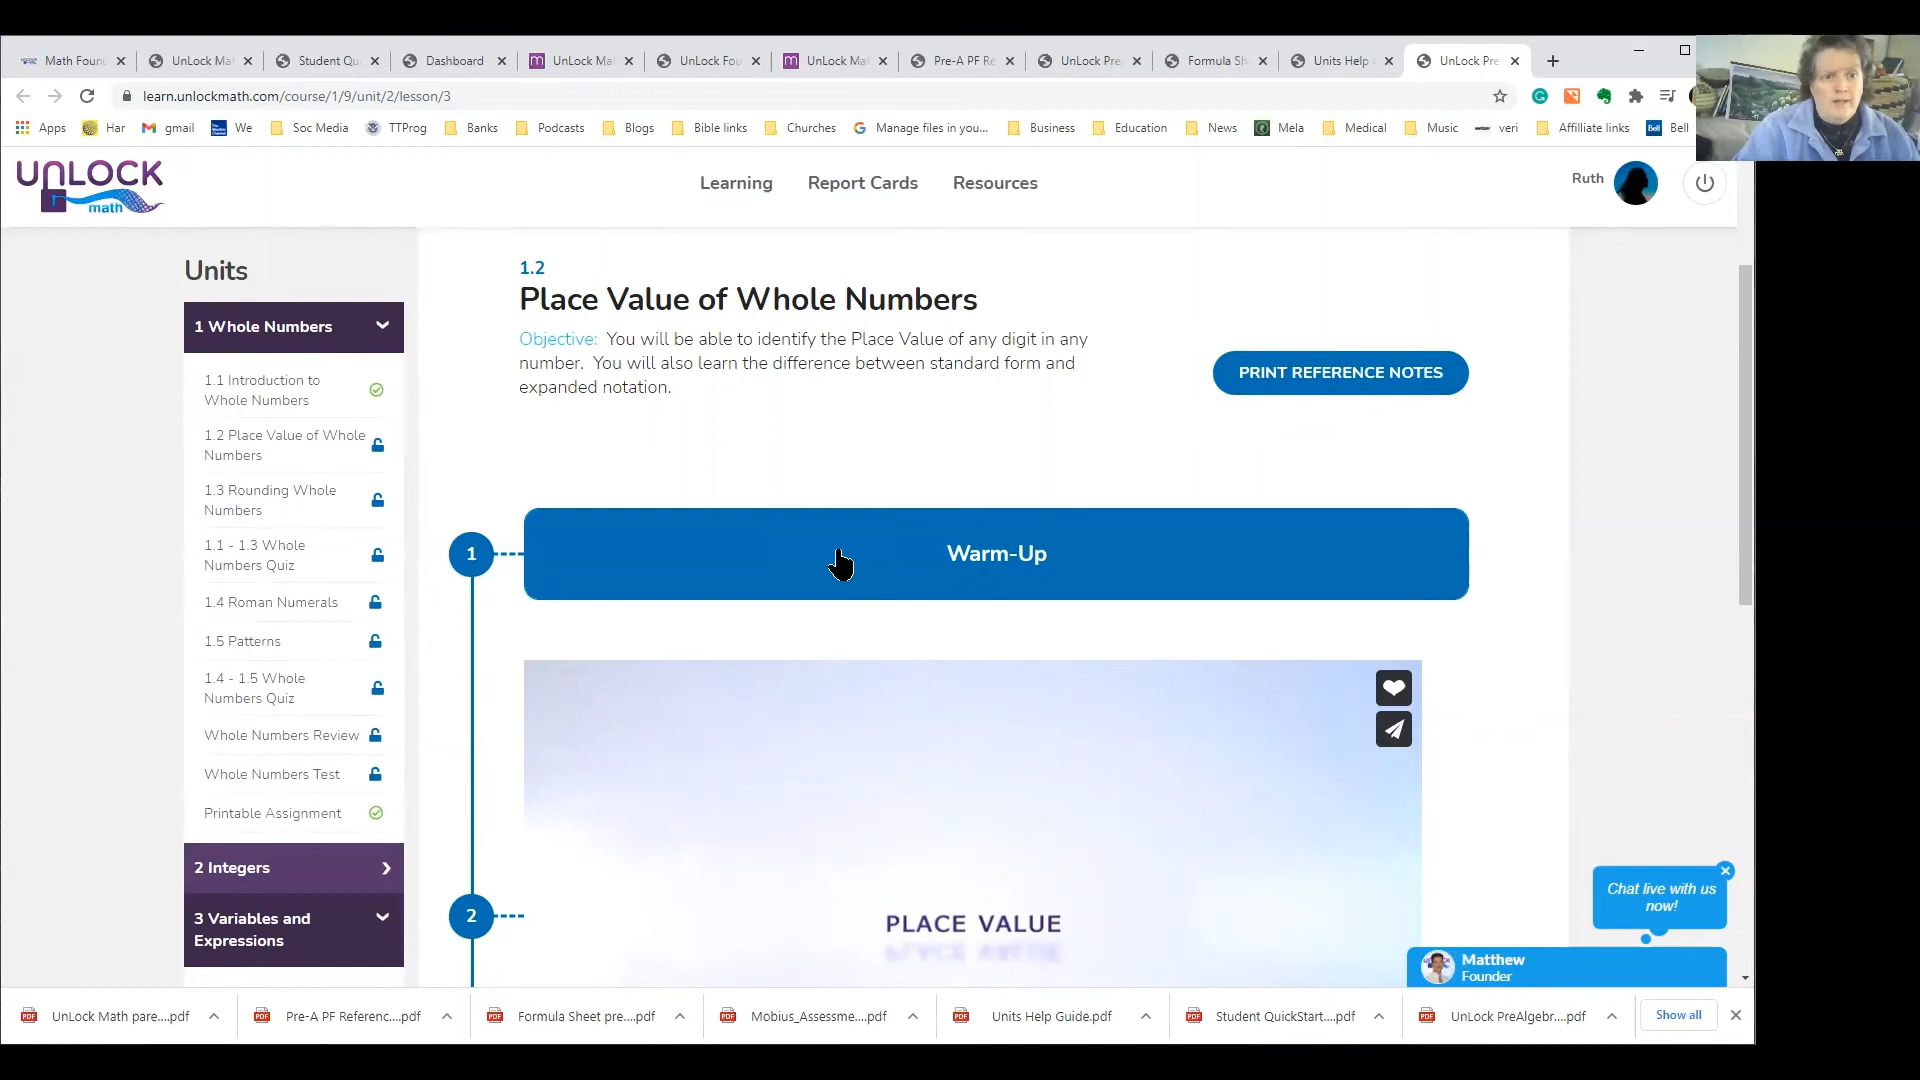 Math Foun
UnLock Ma
Student Qu
Dashboard
UnLock Ma
UnLock Fou
UnLock Ma
Pre-A PF Re
UnLock Pre
Formula Sh
Units Help
UnLock Pre
learn.unlockmath.com/course/1/9/unit/2/lesson/3
Apps
Har
gmail
We
Soc Media
TTProg
Banks
Podcasts
Blogs
Bible links
Churches
Manage files in you...
Business
Education
News
Mela
Medical
Music
veri
Affilliate links
Bell
UNLOCK
math
Learning
Report Cards
Resources
Ruth
Units
1 Whole Numbers
1.1 Introduction to
Whole Numbers
1.2 Place Value of Whole
Numbers
1.3 Rounding Whole
Numbers
1.1 - 1.3 Whole
Numbers Quiz
1.4 Roman Numerals
1.5 Patterns
1.4 - 1.5 Whole
Numbers Quiz
Whole Numbers Review
Whole Numbers Test
Printable Assignment
2 Integers
3 Variables and
Expressions
1.2
Place Value of Whole Numbers
Objective: You will be able to identify the Place Value of any digit in any
number. You will also learn the difference between standard form and
expanded notation.
PRINT REFERENCE NOTES
1
Warm-Up
2
PLACE VALUE
Chat live with us
now!
Matthew
Founder
UnLock Math pare....pdf
Pre-A PF Referenc....pdf
Formula Sheet pre....pdf
Mobius_Assessme....pdf
Units Help Guide.pdf
Student QuickStart....pdf
UnLock PreAlgebr....pdf
Show all